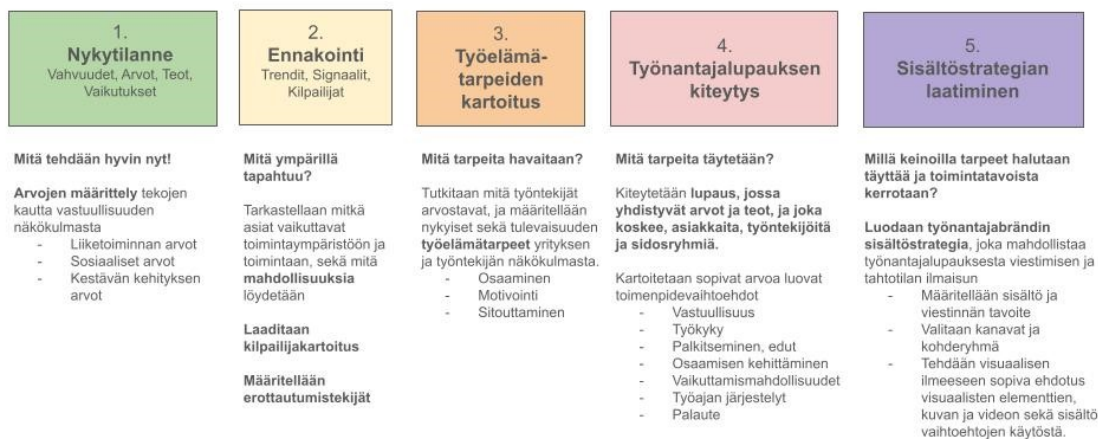 1.
Nykytilanne
Vahvuudet, Arvot, Teot,
Vaikutukset
Mitä tehdään hyvin nyt!
Arvojen määrittely tekojen
kautta vastuullisuuden
näkökulmasta
- Liiketoiminnan arvot
- Sosiaaliset arvot
- Kestävän kehityksen
arvot
2.
Ennakointi
Trendit, Signaalit,
Kilpailijat
Mitä ympärillä
tapahtuu?
Tarkastellaan mitkä
asiat vaikuttavat
toimintaympäristöön ja
toimintaan, sekä mitä
mahdollisuuksia
löydetään
Laaditaan
kilpailijakartoitus
Määritellään
erottautumistekijät
3.
Työelämä-
tarpeiden
kartoitus
Mitä tarpeita havaitaan?
Tutkitaan mitä työntekijät
arvostavat, ja määritellään
nykyiset sekä tulevaisuuden
työelämätarpeet yrityksen
ja työntekijän näkökulmasta.
- Osaaminen
- Motivointi
- Sitouttaminen
4.
Työnantajalupauksen
kiteytys
Mitä tarpeita täytetään?
Kiteytetään lupaus, jossa
yhdistyvät arvot ja teot, ja joka
koskee, asiakkaita, työntekijöitä
ja sidosryhmiä.
Kartoitetaan sopivat arvoa luovat
toimenpidevaihtoehdot
- Vastuullisuus
- Työkyky
- Palkitseminen, edut
- Osaamisen kehittäminen
- Vaikuttamismahdollisuudet
- Työajan järjestelyt
- Palaute
5.
Sisältöstrategian
laatiminen
Millä keinoilla tarpeet halutaan
täyttää ja toimintatavoista
kerrotaan?
Luodaan työnantajabrändin
sisältöstrategia, joka mahdollistaa
työnantajalupauksesta viestimisen ja
tahtotilan ilmaisun
- Määritellään sisältö ja
viestinnän tavoite
- Valitaan kanavat ja
kohderyhmä
- Tehdään visuaalisen
ilmeeseen sopiva ehdotus
visuaalisten elementtien,
kuvan ja videon sekä sisältö
vaihtoehtojen käytöstä.